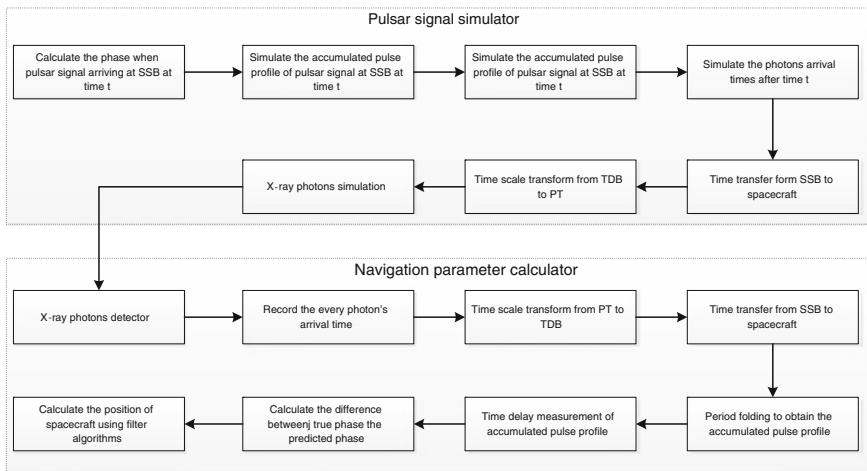 Pulsar signal simulator
Calculate the phase when
pulsar signal arriving at SSB at
time t
Simulate the accumulated pulse
profile of pulsar signal at SSB at
time t
Simulate the accumulated pulse
profile of pulsar signal at SSB at
time t
Simulate the photons arrival
times after time t
Time transfer form SSB to
spacecraft
Time scale transform from TDB
to PT
X-ray photons simulation
Navigation parameter calculator
X-ray photons detector
Record the every photon's
arrival time
Time scale transform from PT to
TDB
Time transfer from SSB to
spacecraft
Period folding to obtain the
accumulated pulse profile
Time delay measurement of
accumulated pulse profile
Calculate the difference
betweenj true phase the
predicted phase
Calculate the position of
spacecraft using filter
algorithms